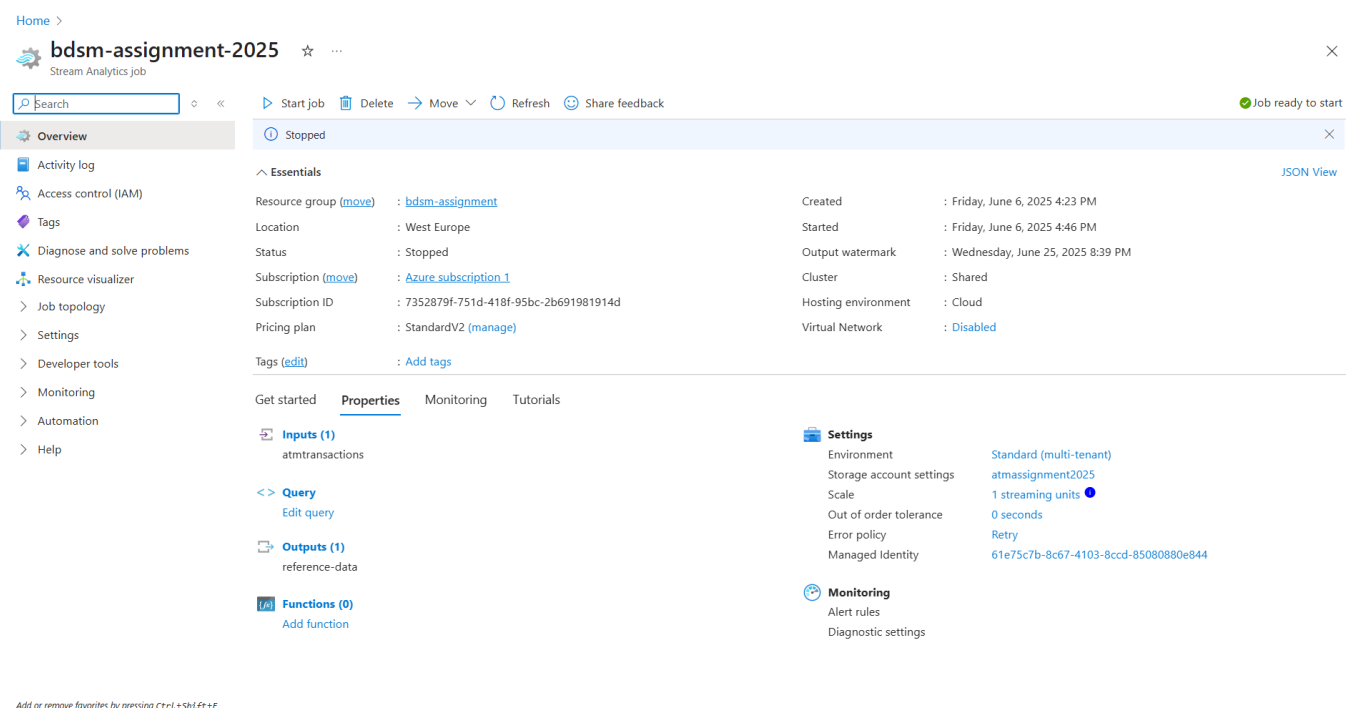 Home >
bdsm-assignment-2025 ☆ ...
Stream Analytics job
Search
Start job Delete Move Refresh Share feedback Job ready to start
Overview
Activity log
Access control (IAM)
Tags
Diagnose and solve problems
Resource visualizer
Job topology
Settings
Developer tools
Monitoring
Automation
Help
Add or remove favorites by pressing Ctrl+Shift+F
Stopped
Essentials JSON View
Resource group (move) : bdsm-assignment
Location : West Europe
Status : Stopped
Subscription (move) : Azure subscription 1
Subscription ID : 7352879f-751d-418f-95bc-2b691981914d
Pricing plan : StandardV2 (manage)
Tags (edit) : Add tags
Created : Friday, June 6, 2025 4:23 PM
Started : Friday, June 6, 2025 4:46 PM
Output watermark : Wednesday, June 25, 2025 8:39 PM
Cluster : Shared
Hosting environment : Cloud
Virtual Network : Disabled
Get started Properties Monitoring Tutorials
Inputs (1)
atmtransactions
Query
Edit query
Outputs (1)
reference-data
Functions (0)
Add function
Settings
Environment Standard (multi-tenant)
Storage account settings atmassignment2025
Scale 1 streaming units
Out of order tolerance 0 seconds
Error policy Retry
Managed Identity 61e75c7b-8c67-4103-8ccd-85080880e844
Monitoring
Alert rules
Diagnostic settings